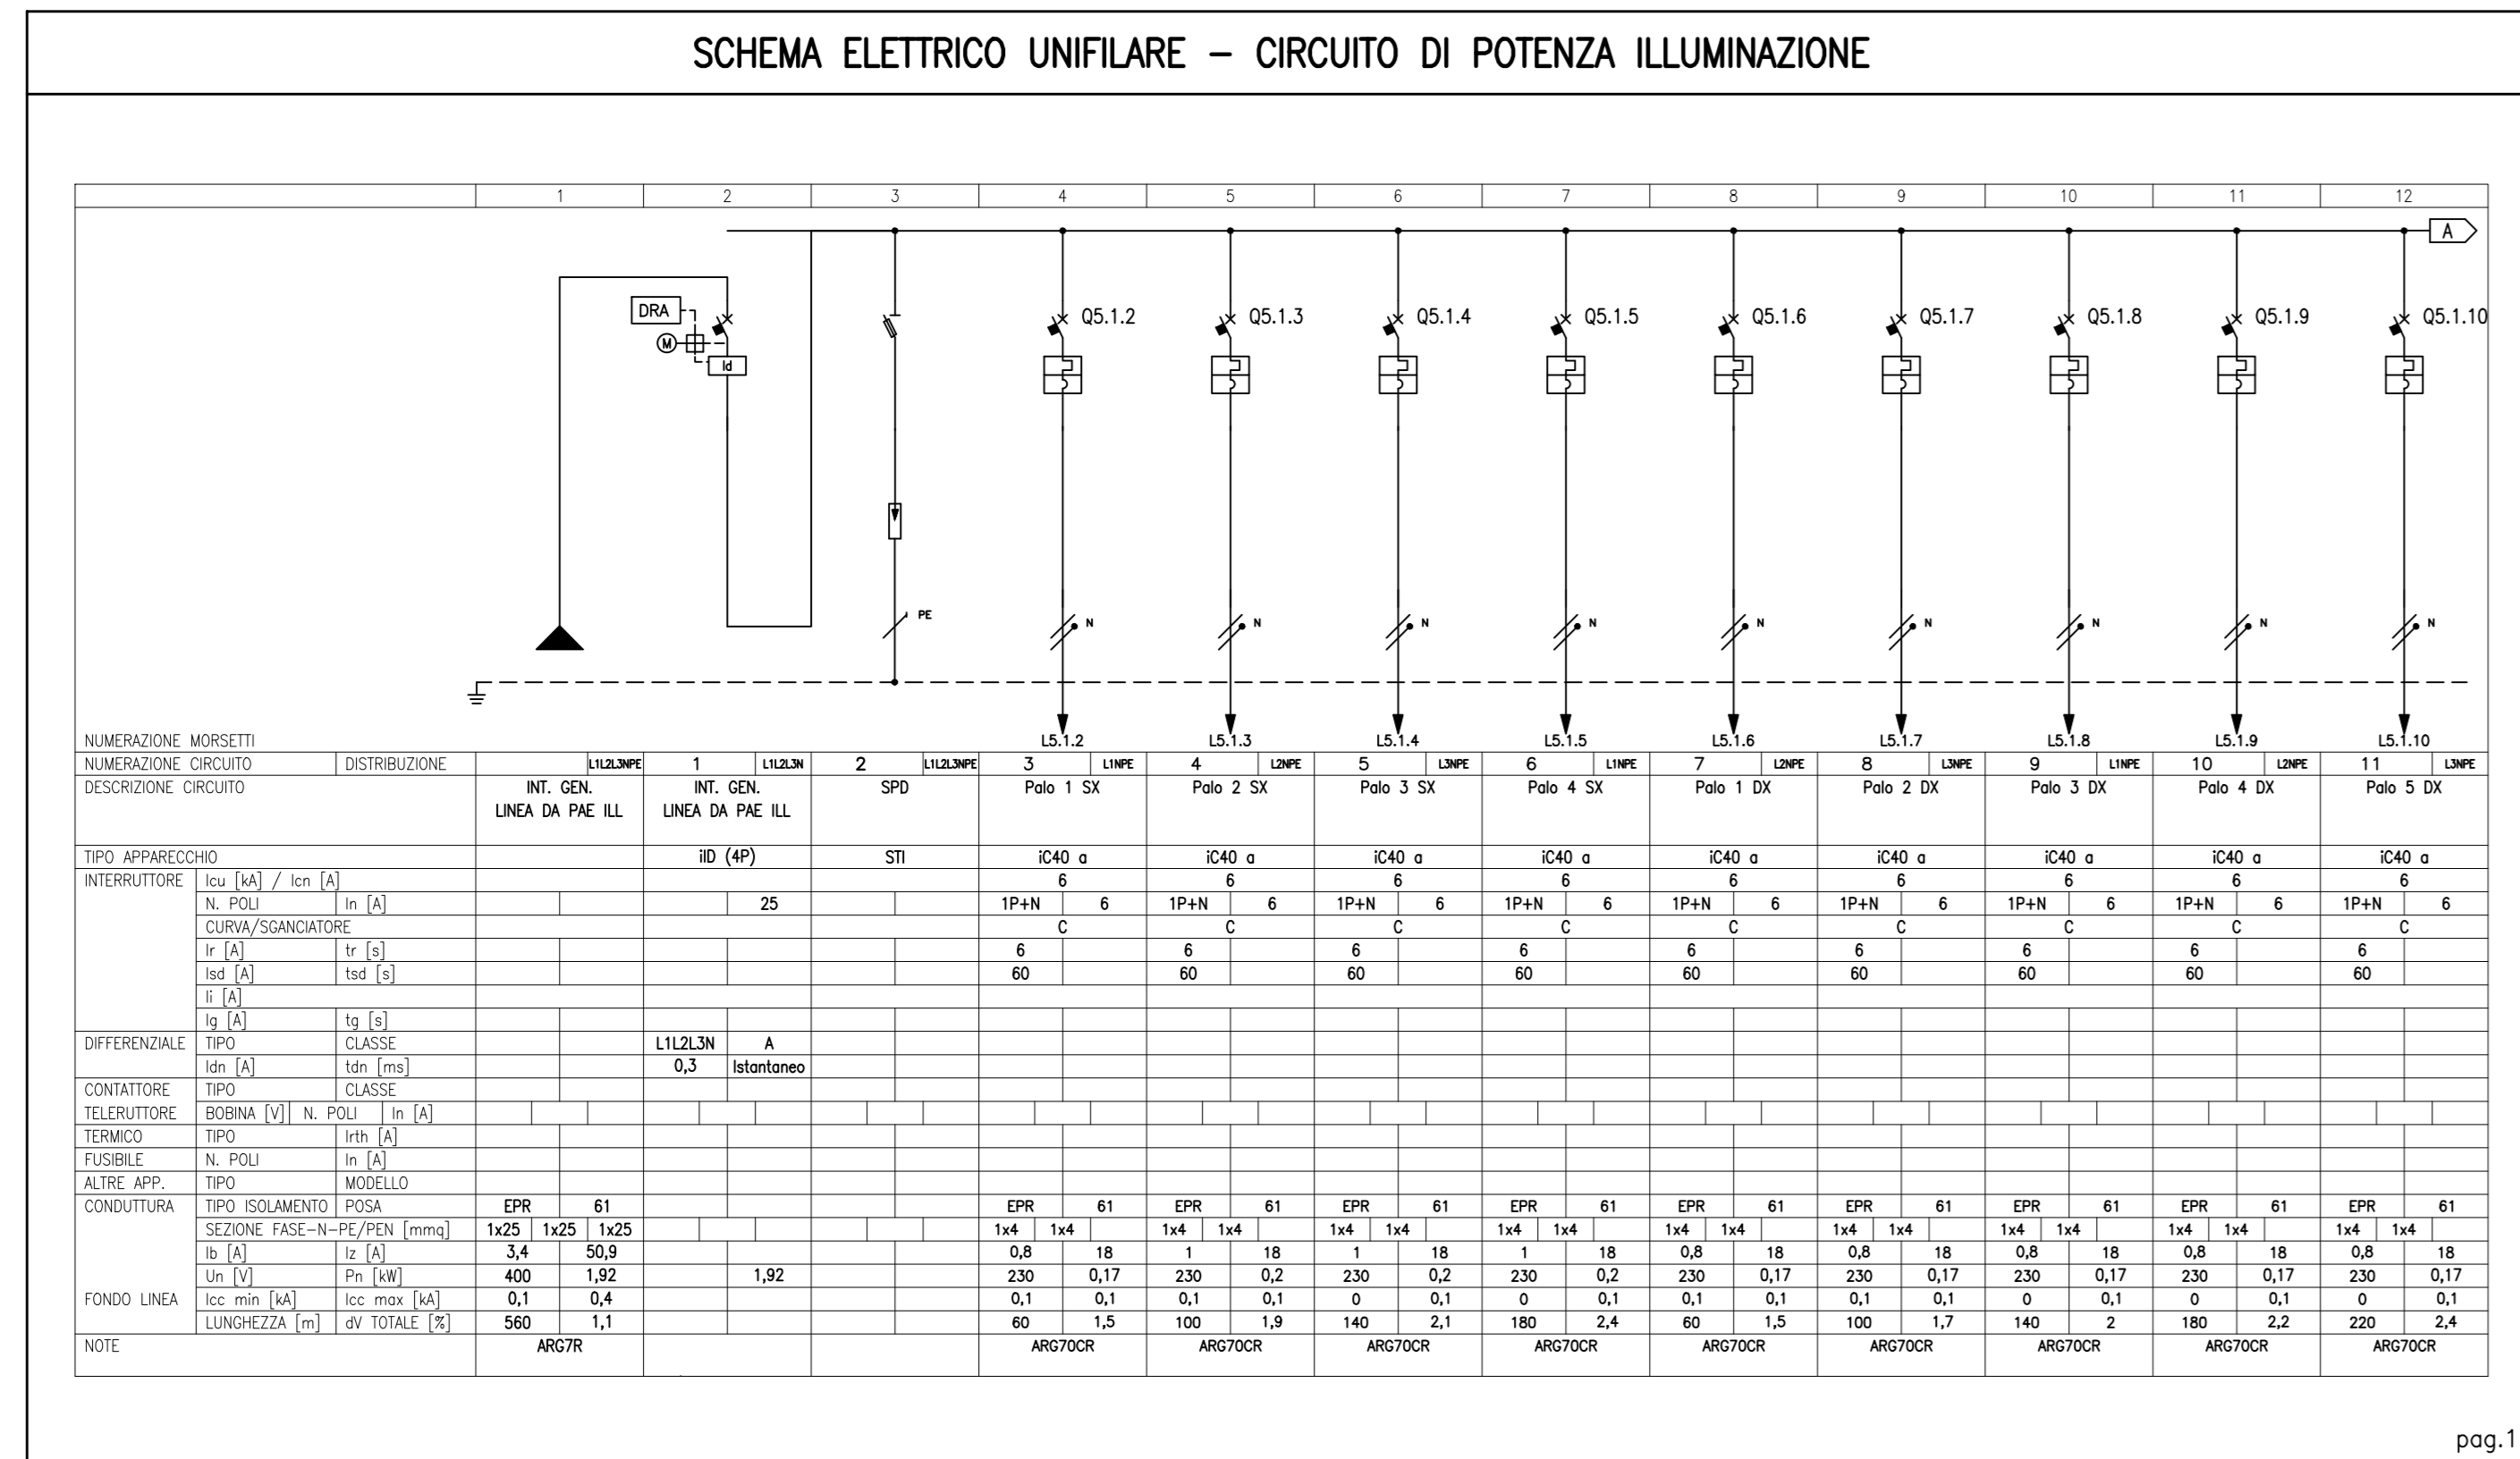 SCHEMA ELETTRICO UNIFILARE – CIRCUITO DI POTENZA ILLUMINAZIONE
1 2 3 4 5 6 7 8 9 10 11 12
A
DRA Q5.1.2 Q5.1.3 Q5.1.4 Q5.1.5 Q5.1.6 Q5.1.7 Q5.1.8 Q5.1.9 Q5.1.10
M
Id
PE N N N N N N N N N
NUMERAZIONE MORSETTI L5.1.2 L5.1.3 L5.1.4 L5.1.5 L5.1.6 L5.1.7 L5.1.8 L5.1.9 L5.1.10
NUMERAZIONE CIRCUITO DISTRIBUZIONE L1L2L3NPE 1 L1L2L3N 2 L1L2L3NPE 3 L1NPE 4 L2NPE 5 L3NPE 6 L1NPE 7 L2NPE 8 L3NPE 9 L1NPE 10 L2NPE 11 L3NPE
DESCRIZIONE CIRCUITO INT. GEN. INT. GEN. SPD Palo 1 SX Palo 2 SX Palo 3 SX Palo 4 SX Palo 1 DX Palo 2 DX Palo 3 DX Palo 4 DX Palo 5 DX
LINEA DA PAE ILL LINEA DA PAE ILL
TIPO APPARECCHIO iID (4P) STI iC40 a iC40 a iC40 a iC40 a iC40 a iC40 a iC40 a iC40 a iC40 a
INTERRUTTORE Icu [kA] / Icn [A] 6 6 6 6 6 6 6 6 6
N. POLI In [A] 25 1P+N 6 1P+N 6 1P+N 6 1P+N 6 1P+N 6 1P+N 6 1P+N 6 1P+N 6 1P+N 6
CURVA/SGANCIATORE C C C C C C C C C
Ir [A] tr [s] 6 6 6 6 6 6 6 6 6
Isd [A] tsd [s] 60 60 60 60 60 60 60 60 60
Ii [A]
Ig [A] tg [s]
DIFFERENZIALE TIPO CLASSE L1L2L3N A
Idn [A] tdn [ms] 0,3 Istantaneo
CONTATTORE TIPO CLASSE
TELERUTTORE BOBINA [V] N. POLI In [A]
TERMICO TIPO Irth [A]
FUSIBILE N. POLI In [A]
ALTRE APP. TIPO MODELLO
CONDUTTURA TIPO ISOLAMENTO POSA EPR 61 EPR 61 EPR 61 EPR 61 EPR 61 EPR 61 EPR 61 EPR 61 EPR 61 EPR 61
SEZIONE FASE-N-PE/PEN [mmq] 1x25 1x25 1x25 1x4 1x4 1x4 1x4 1x4 1x4 1x4 1x4 1x4 1x4 1x4 1x4 1x4 1x4 1x4 1x4 1x4 1x4
Ib [A] Iz [A] 3,4 50,9 0,8 18 1 18 1 18 1 18 0,8 18 0,8 18 0,8 18 0,8 18 0,8 18
Un [V] Pn [kW] 400 1,92 1,92 230 0,17 230 0,2 230 0,2 230 0,2 230 0,17 230 0,17 230 0,17 230 0,17 230 0,17
FONDO LINEA Icc min [kA] Icc max [kA] 0,1 0,4 0,1 0,1 0,1 0,1 0 0,1 0 0,1 0,1 0,1 0,1 0,1 0 0,1 0 0,1 0 0,1
LUNGHEZZA [m] dV TOTALE [%] 560 1,1 60 1,5 100 1,9 140 2,1 180 2,4 60 1,5 100 1,7 140 2 180 2,2 220 2,4
NOTE ARG7R ARG7OCR ARG7OCR ARG7OCR ARG7OCR ARG7OCR ARG7OCR ARG7OCR ARG7OCR ARG7OCR
pag.1